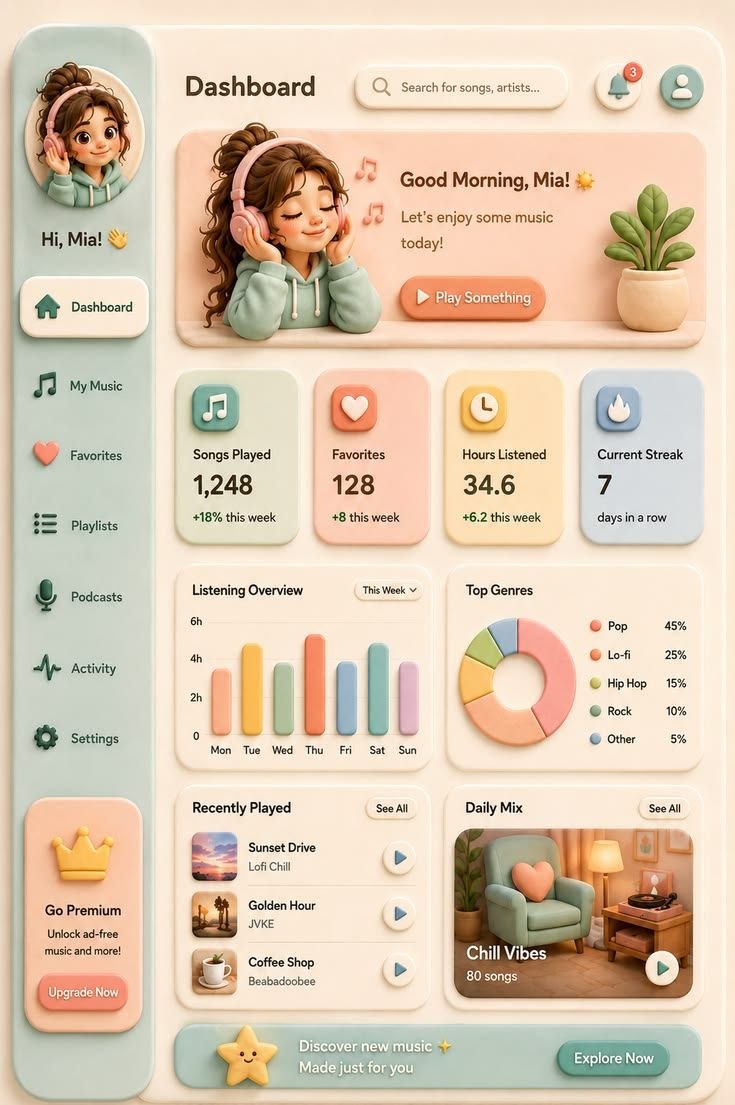 Hi, Mia! 👋
Dashboard
My Music
Favorites
Playlists
Podcasts
Activity
Settings
Go Premium
Unlock ad-free
music and more!
Upgrade Now
Dashboard
Search for songs, artists...
3
Good Morning, Mia! ☀️
Let's enjoy some music
today!
Play Something
Songs Played
1,248
+18% this week
Favorites
128
+8 this week
Hours Listened
34.6
+6.2 this week
Current Streak
7
days in a row
Listening Overview
This Week
6h
4h
2h
0
Mon Tue Wed Thu Fri Sat Sun
Top Genres
Pop 45%
Lo-fi 25%
Hip Hop 15%
Rock 10%
Other 5%
Recently Played
See All
Sunset Drive
Lofi Chill
Golden Hour
JVKE
Coffee Shop
Beabadoobee
Daily Mix
See All
Chill Vibes
80 songs
Discover new music ✨
Made just for you
Explore Now